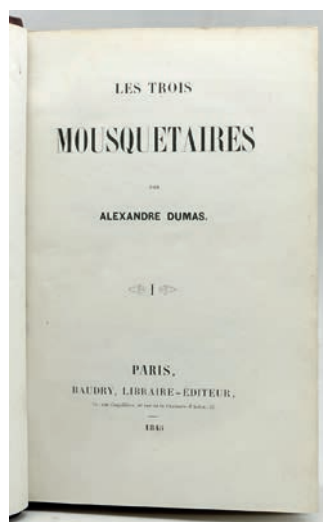 LES TROIS
MOUSQUETAIRES
PAR
ALEXANDRE DUMAS.
I
PARIS,
BAUDRY, LIBRAIRE-ÉDITEUR,